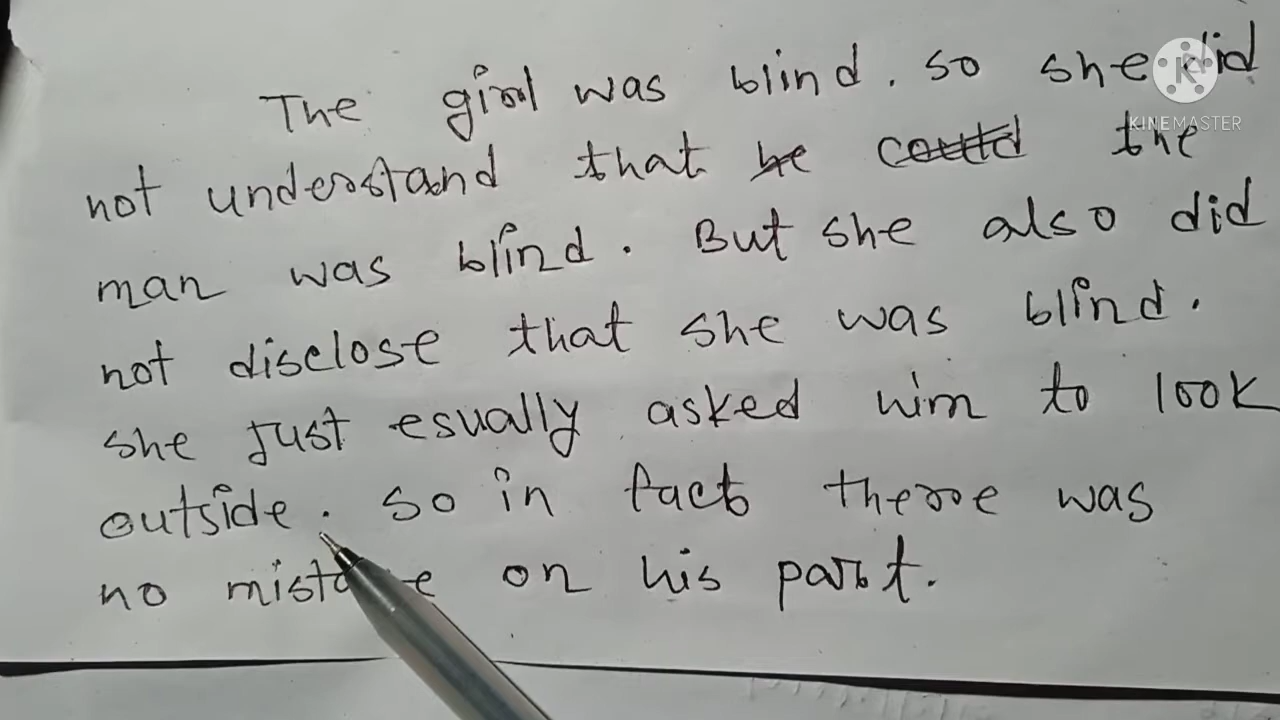 The girl was blind. so she did
not understand that he could the
man was blind. But she also did
not disclose that she was blind.
she Just esually asked him to look
outside. So in fact there was
no mistake on his part.
KINEMASTER